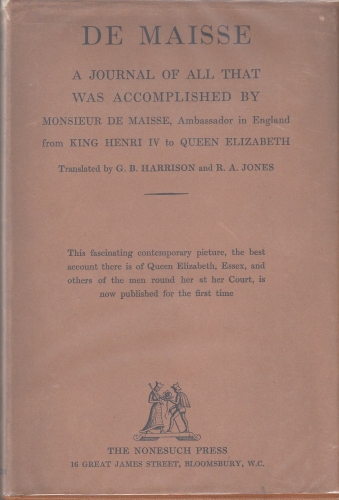 DE MAISSE
A JOURNAL OF ALL THAT
WAS ACCOMPLISHED BY
MONSIEUR DE MAISSE, Ambassador in England
from KING HENRI IV to QUEEN ELIZABETH
Translated by G. B. HARRISON and R. A. JONES
This fascinating contemporary picture, the best
account there is of Queen Elizabeth, Essex, and
others of the men round her at her Court, is
now published for the first time
THE NONESUCH PRESS
16 GREAT JAMES STREET, BLOOMSBURY, W.C.